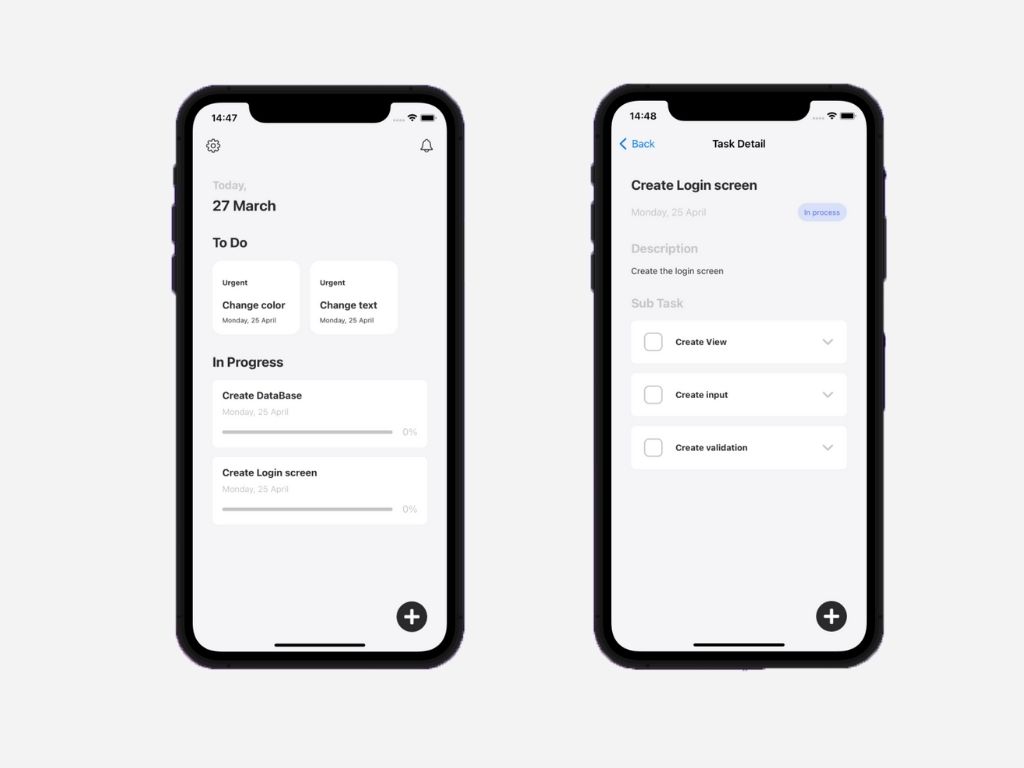 14:47
Today,
27 March
To Do
Urgent
Change color
Monday, 25 April
Urgent
Change text
Monday, 25 April
In Progress
Create DataBase
Monday, 25 April
0%
Create Login screen
Monday, 25 April
0%
14:48
Back
Task Detail
Create Login screen
Monday, 25 April
In process
Description
Create the login screen
Sub Task
Create View
Create input
Create validation